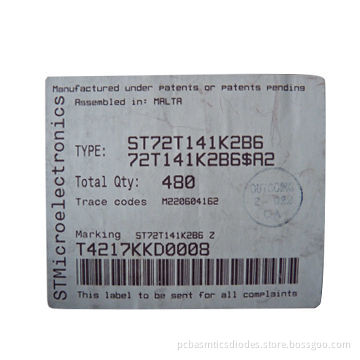 STMicroelectronics
Manufactured under patents or patents pending
Assembled in: MALTA
TYPE: ST72T141K2B6
72T141K2B6$A2
Total Qty: 480
Trace codes M220604162
OUTGOING
Marking ST72T141K2B6 Z
T4217KKD0008
This label to be sent for all complaints
pcbasmticsdiodes.store.bossgoo.com